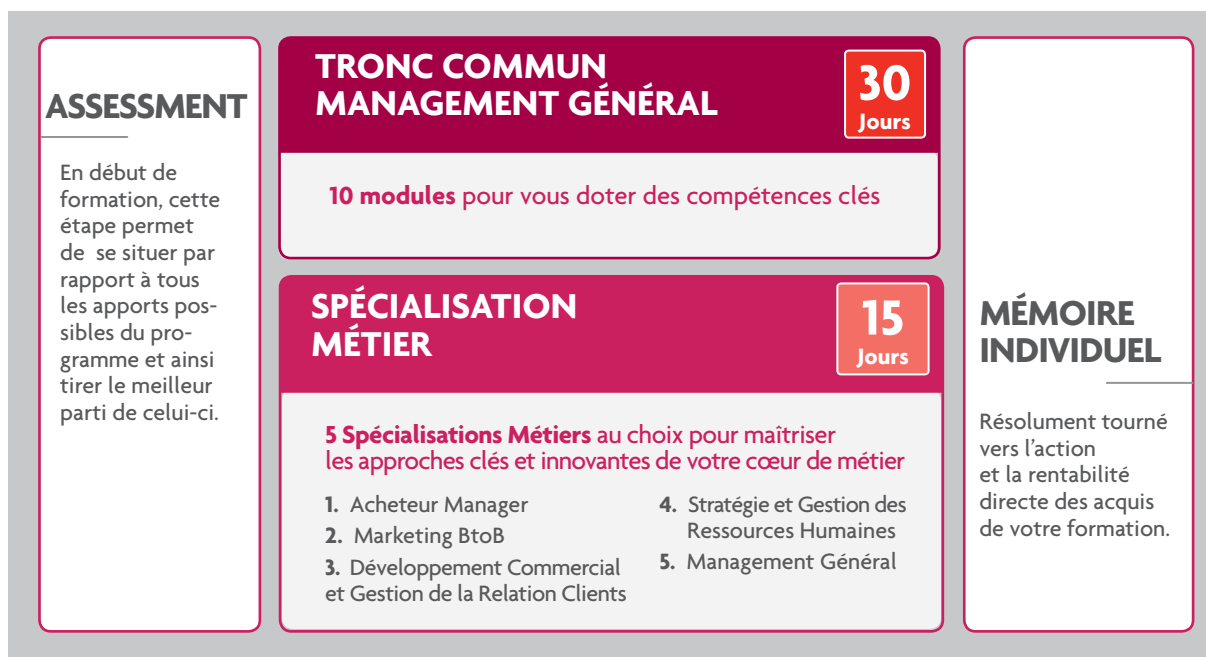 ASSESSMENT
En début de
formation, cette
étape permet
de  se situer par
rapport à tous
les apports pos-
sibles du pro-
gramme et ainsi
tirer le meilleur
parti de celui-ci.
TRONC COMMUN
MANAGEMENT GÉNÉRAL
30
Jours
10 modules pour vous doter des compétences clés
SPÉCIALISATION
MÉTIER
15
Jours
5 Spécialisations Métiers au choix pour maîtriser
les approches clés et innovantes de votre cœur de métier
1. Acheteur Manager
2. Marketing BtoB
3. Développement Commercial
et Gestion de la Relation Clients
4. Stratégie et Gestion des
Ressources Humaines
5. Management Général
MÉMOIRE
INDIVIDUEL
Résolument tourné
vers l’action
et la rentabilité
directe des acquis
de votre formation.